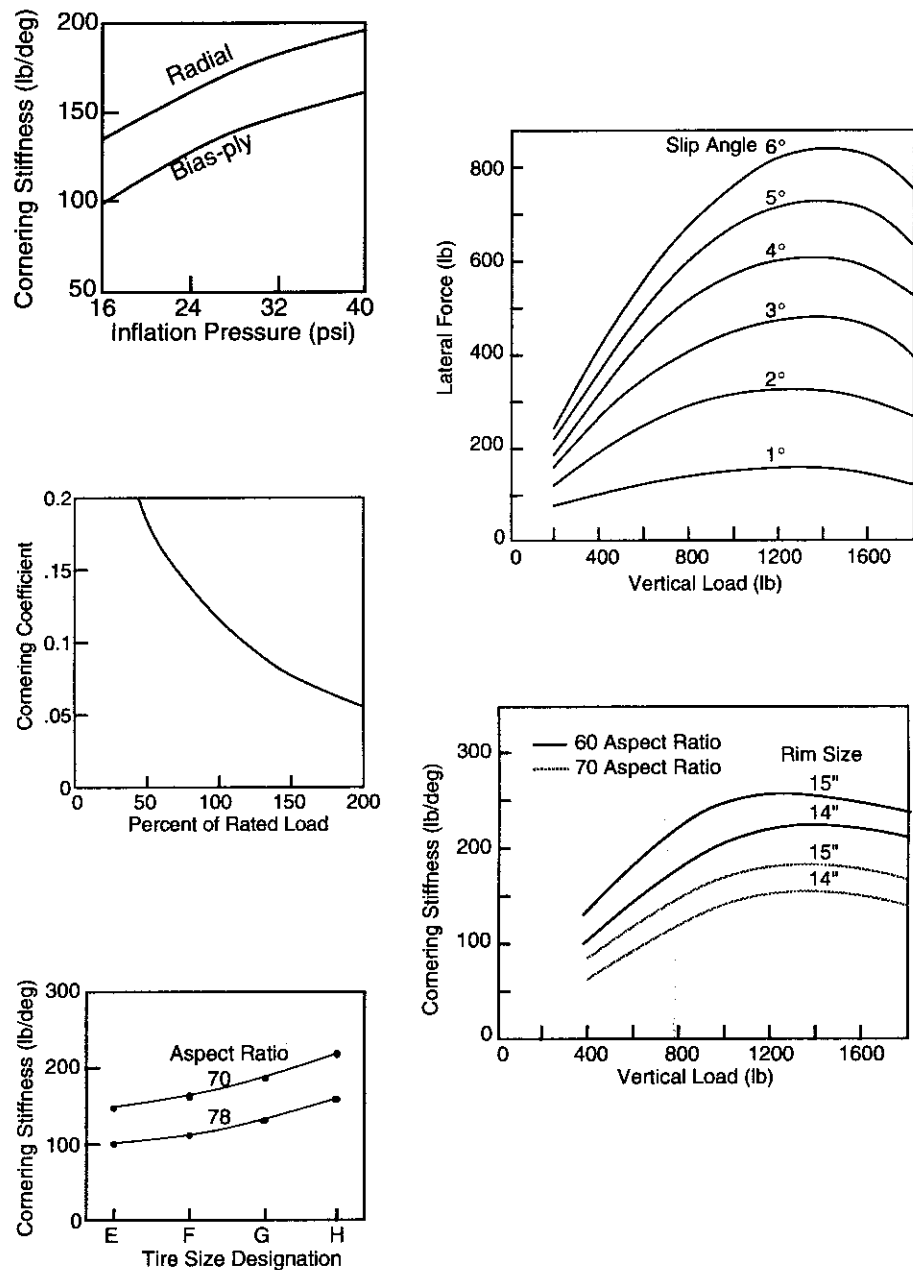 Cornering Stiffness (lb/deg)
200
150
100
50
Radial
Bias-ply
16
24
32
40
Inflation Pressure (psi)
Lateral Force (lb)
800
600
400
200
0
Slip Angle
6°
5°
4°
3°
2°
1°
0
400
800
1200
1600
Vertical Load (lb)
Cornering Coefficient
0.2
.15
0.1
.05
0
0
50
100
150
200
Percent of Rated Load
Cornering Stiffness (lb/deg)
300
200
100
0
60 Aspect Ratio
70 Aspect Ratio
Rim Size
15"
14"
15"
14"
0
400
800
1200
1600
Vertical Load (lb)
Cornering Stiffness (lb/deg)
300
200
100
0
Aspect Ratio
70
78
E
F
G
H
Tire Size Designation